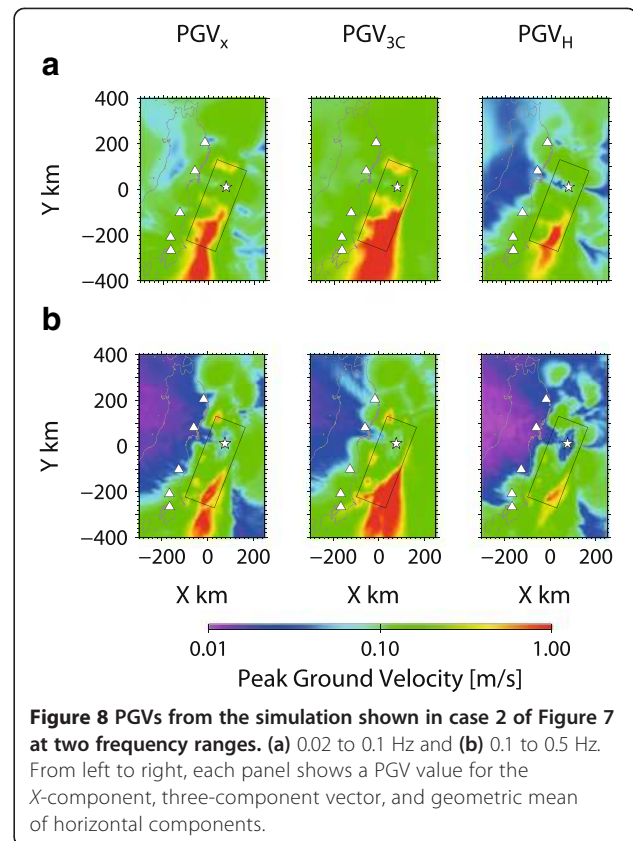 PGVx PGV3C PGVH
a
400
200
0
−200
−400
Y km
b
400
200
0
−200
−400
Y km
−200 0 200 −200 0 200 −200 0 200
X km X km X km
0.01 0.10 1.00
Peak Ground Velocity [m/s]
Figure 8 PGVs from the simulation shown in case 2 of Figure 7
at two frequency ranges. (a) 0.02 to 0.1 Hz and (b) 0.1 to 0.5 Hz.
From left to right, each panel shows a PGV value for the
X-component, three-component vector, and geometric mean
of horizontal components.